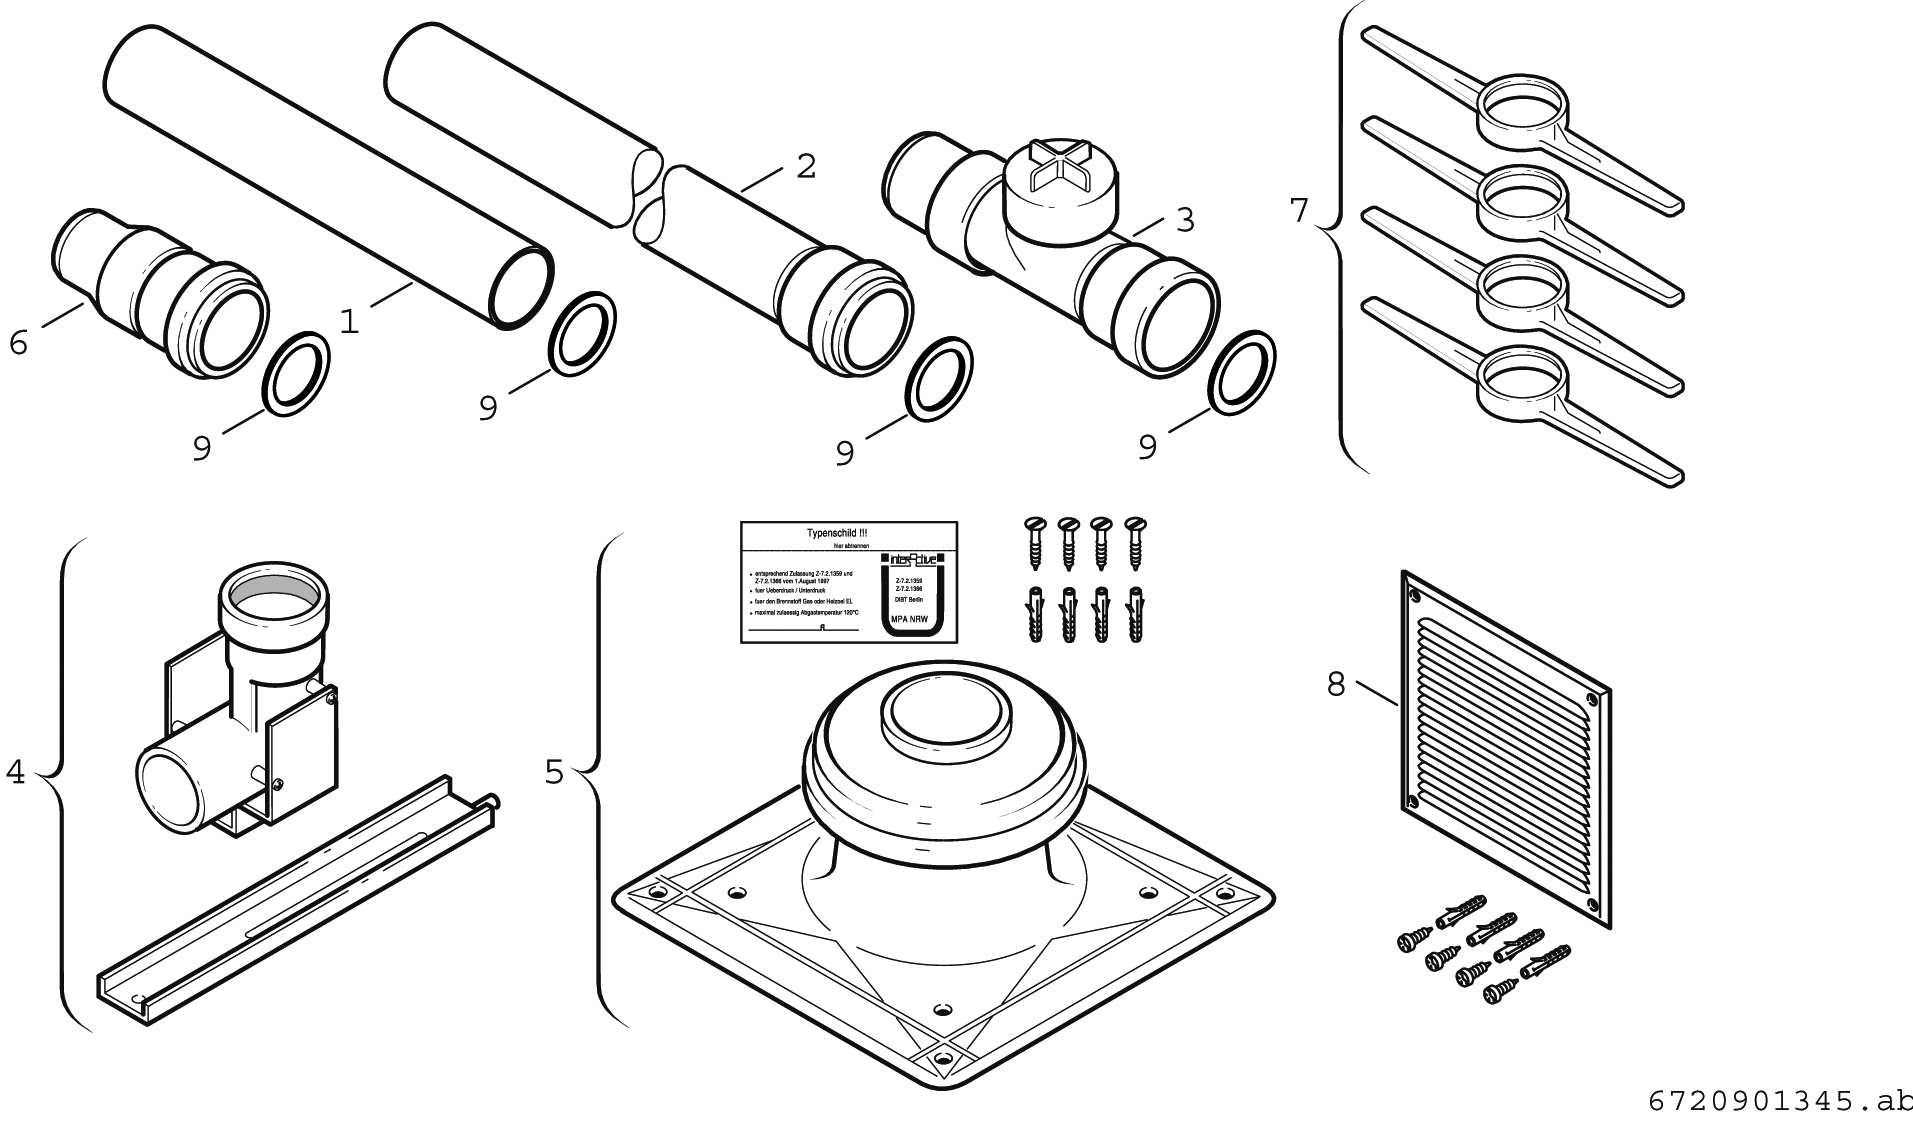 1
2
3
6
7
9
9
9
9
4
5
Typenschild !!!
hier abtrennen
• entsprechend Zulassung Z-7.2.1359 und
Z-7.2.1366 vom 1.August 1997
• fuer Ueberdruck / Unterdruck
• fuer den Brennstoff Gas oder Heizoel EL
• maximal zulaessig Abgastemperatur 120°C
interactive
Z-7.2.1359
Z-7.2.1366
DIBT Berlin
MPA NRW
8
6720901345.ab